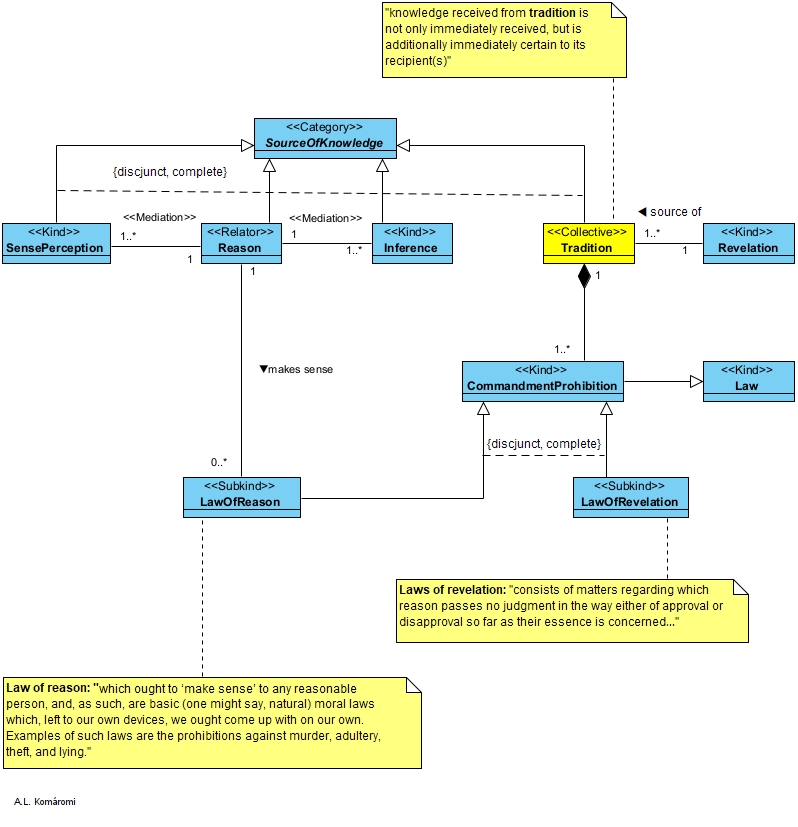 "knowledge received from tradition is
not only immediately received, but is
additionally immediately certain to its
recipient(s)"
<<Category>>
SourceOfKnowledge
{discjunct, complete}
<<Kind>>
SensePerception
<<Mediation>>
1..*
1
<<Relator>>
Reason
1
<<Mediation>>
1
1..*
<<Kind>>
Inference
<<Collective>>
Tradition
1
◀ source of
1..*
1
<<Kind>>
Revelation
▼makes sense
0..*
1..*
<<Kind>>
CommandmentProhibition
<<Kind>>
Law
{discjunct, complete}
<<Subkind>>
LawOfReason
<<Subkind>>
LawOfRevelation
Laws of revelation: "consists of matters regarding which
reason passes no judgment in the way either of approval or
disapproval so far as their essence is concerned..."
Law of reason: "which ought to ‘make sense’ to any reasonable
person, and, as such, are basic (one might say, natural) moral laws
which, left to our own devices, we ought come up with on our own.
Examples of such laws are the prohibitions against murder, adultery,
theft, and lying."
A.L. Komáromi